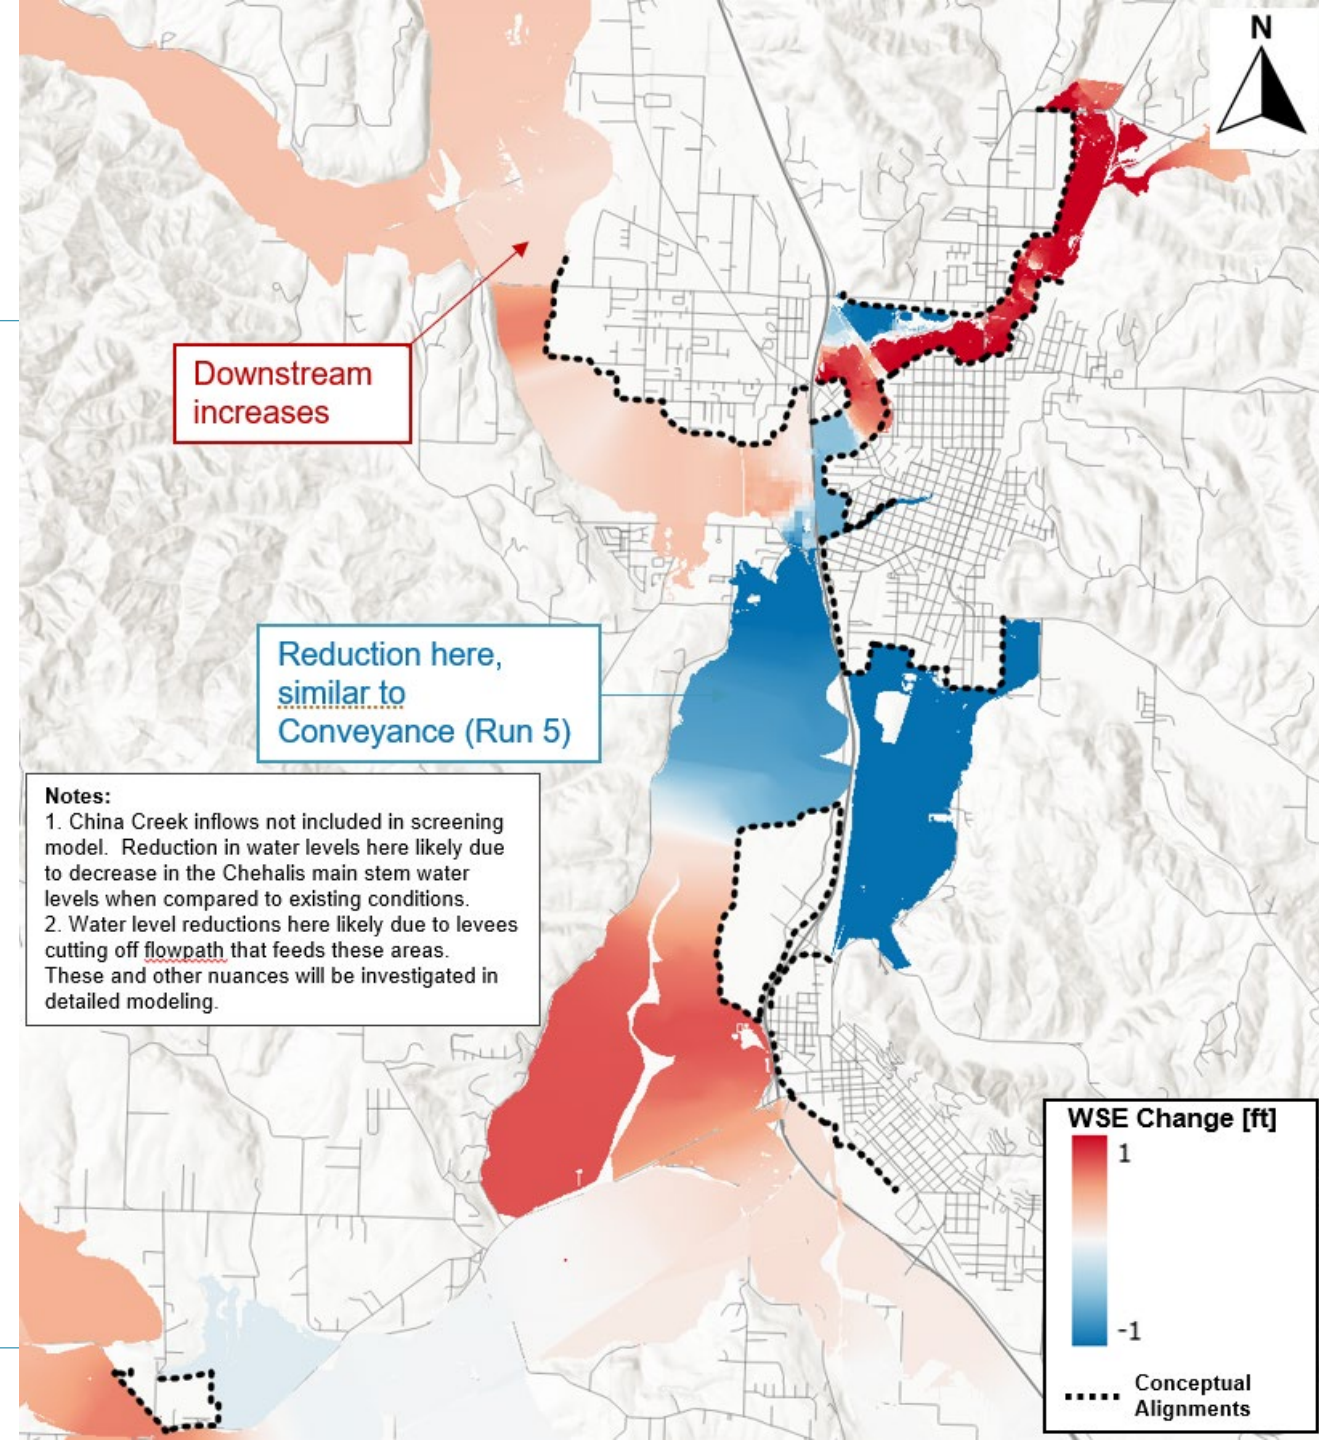 N
Downstream
increases
Reduction here,
similar to
Conveyance (Run 5)
Notes:
1. China Creek inflows not included in screening
model.  Reduction in water levels here likely due
to decrease in the Chehalis main stem water
levels when compared to existing conditions.
2. Water level reductions here likely due to levees
cutting off flowpath that feeds these areas.
These and other nuances will be investigated in
detailed modeling.
WSE Change [ft]
1
-1
Conceptual
Alignments